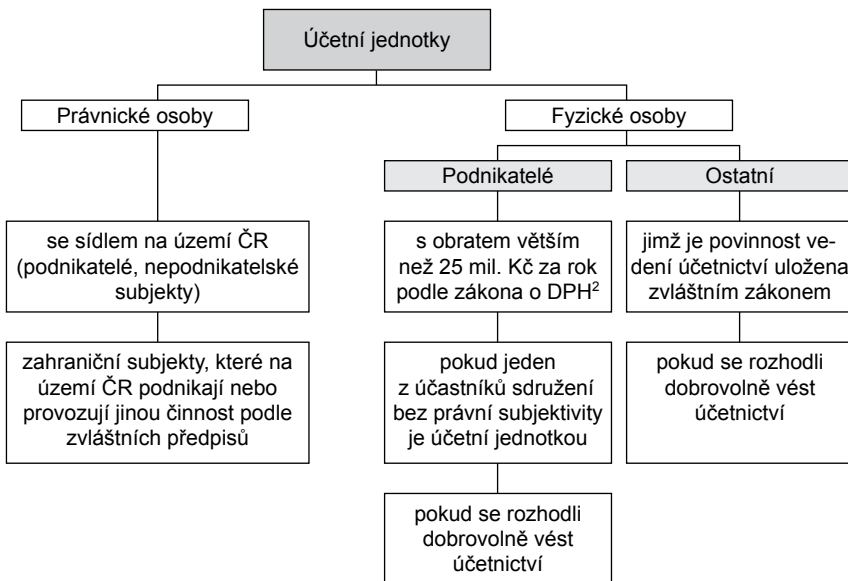 Účetní jednotky
Právnické osoby
Fyzické osoby
Podnikatelé
Ostatní
se sídlem na území ČR
(podnikatelé, nepodnikatelské
subjekty)
s obratem větším
než 25 mil. Kč za rok
podle zákona o DPH²
jimž je povinnost ve-
dení účetnictví uložena
zvláštním zákonem
zahraniční subjekty, které na
území ČR podnikají nebo
provozují jinou činnost podle
zvláštních předpisů
pokud jeden
z účastníků sdružení
bez právní subjektivity
je účetní jednotkou
pokud se rozhodli
dobrovolně vést
účetnictví
pokud se rozhodli
dobrovolně vést
účetnictví